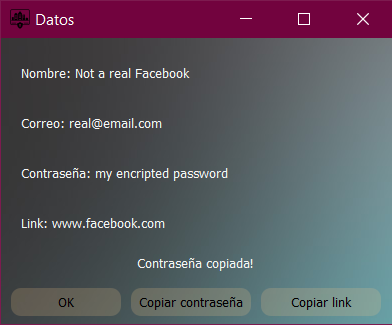 Datos
Nombre: Not a real Facebook
Correo: real@email.com
Contraseña: my encripted password
Link: www.facebook.com
Contraseña copiada!
OK
Copiar contraseña
Copiar link